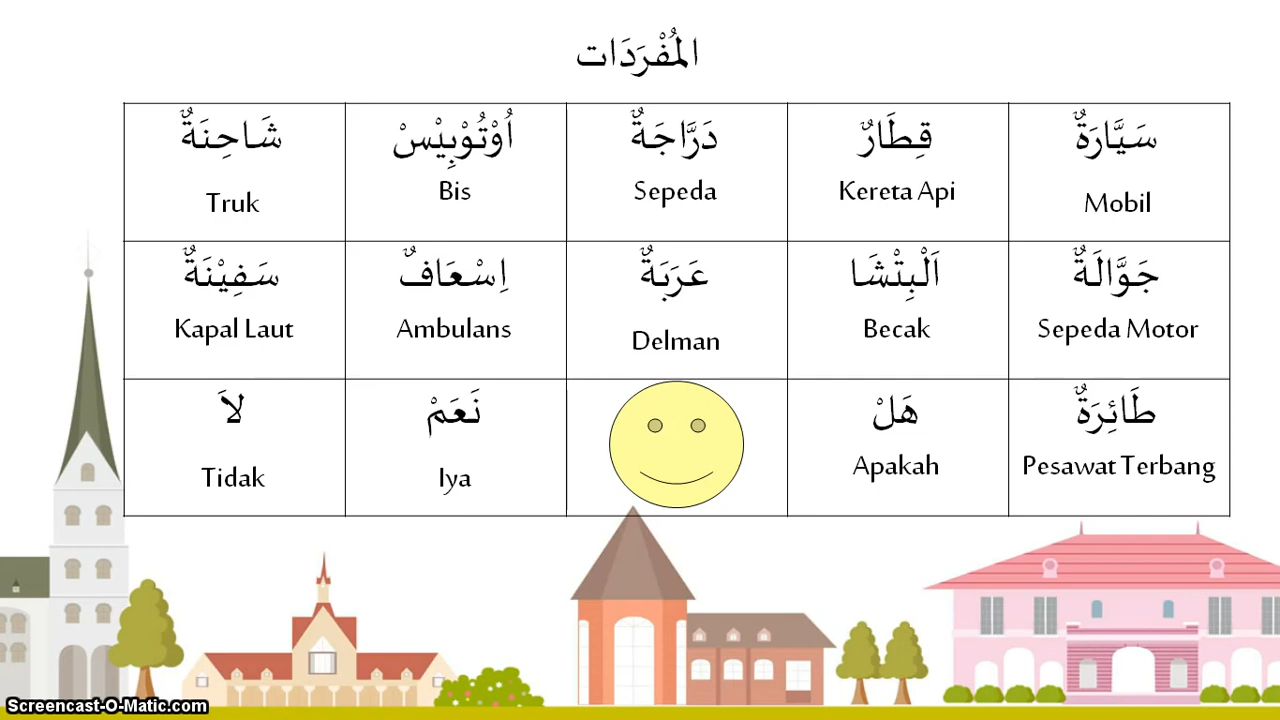 المُفْرَدَات
سَيَّارَةٌ
Mobil
قِطَارٌ
Kereta Api
دَرَّاجَةٌ
Sepeda
اُوْتُوْبِيْسْ
Bis
شَاحِنَةٌ
Truk
جَوَّالَةٌ
Sepeda Motor
اَلْبِتْشَا
Becak
عَرَبَةٌ
Delman
اِسْعَافٌ
Ambulans
سَفِيْنَةٌ
Kapal Laut
طَائِرَةٌ
Pesawat Terbang
هَلْ
Apakah
نَعَمْ
Iya
لاَ
Tidak
Screencast-O-Matic.com